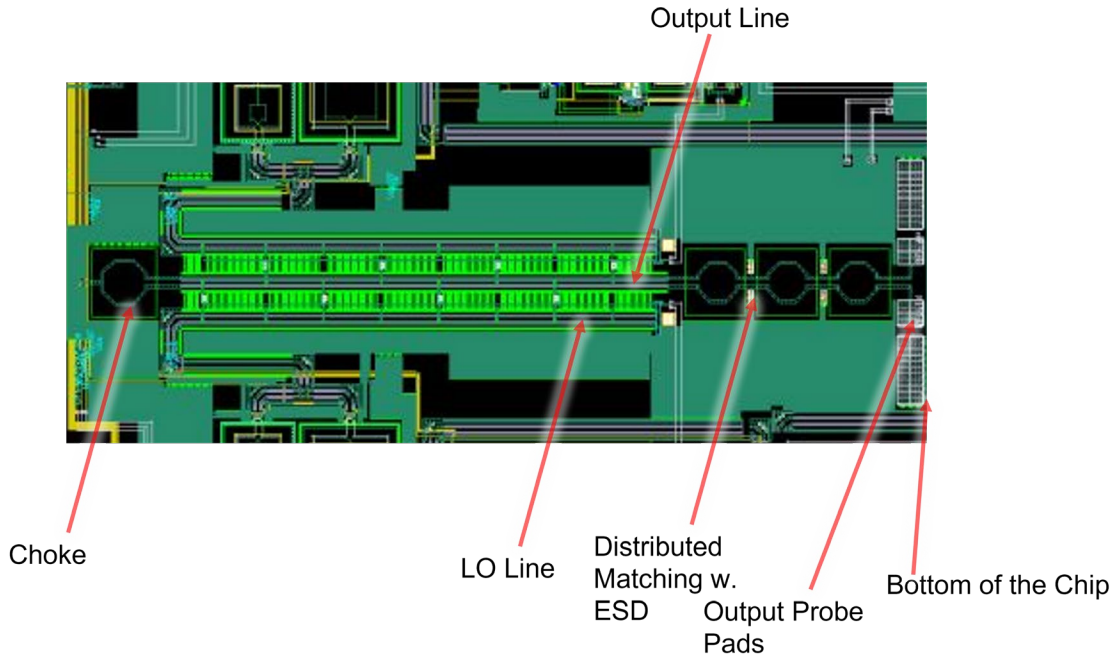 Output Line
Choke
LO Line
Distributed
Matching w.
ESD
Output Probe
Pads
Bottom of the Chip